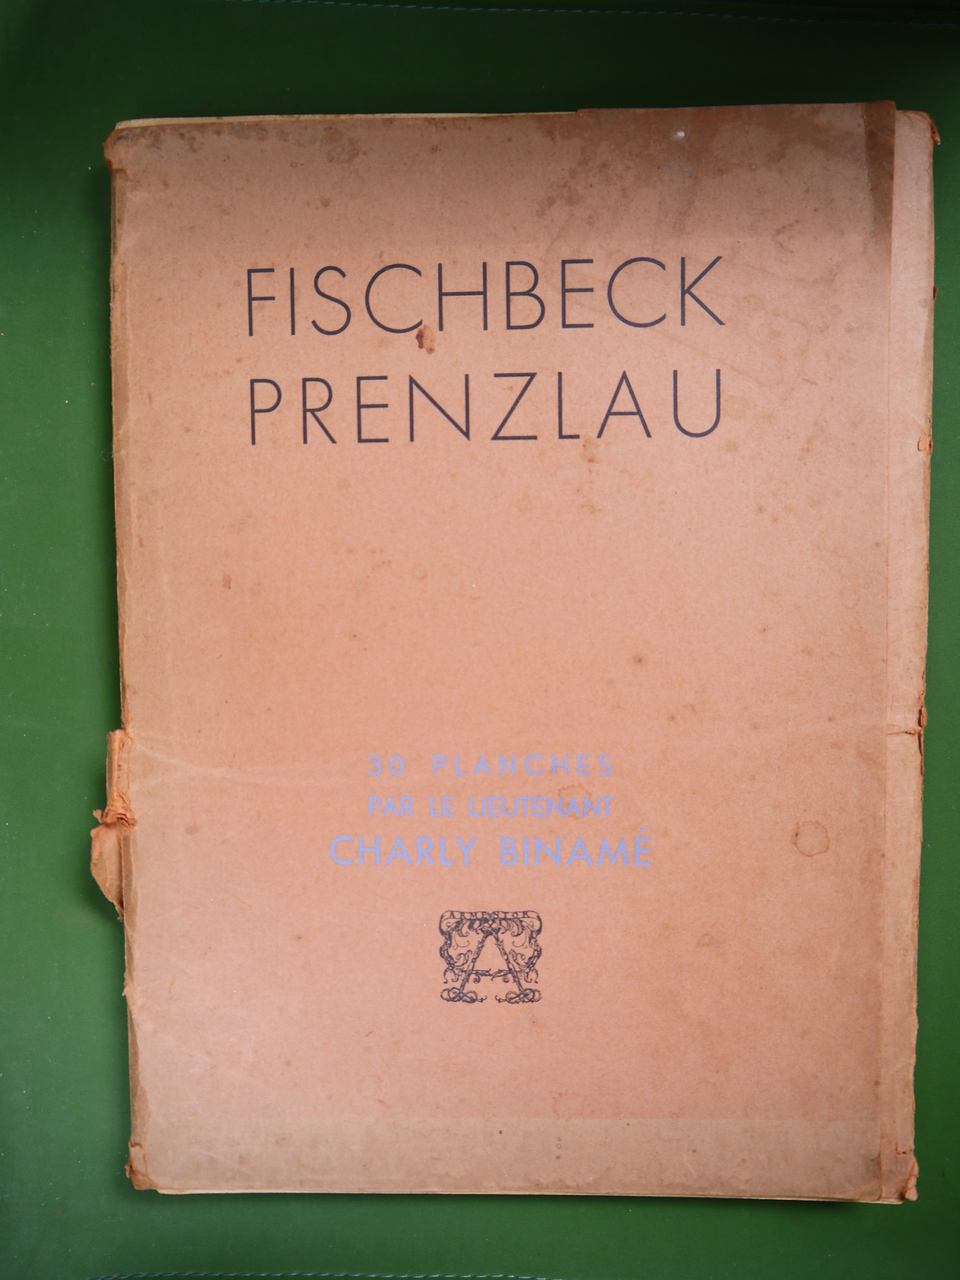 FISCHBECK
PRENZLAU
30 PLANCHES
PAR LE LIEUTENANT
CHARLY BINAMÉ
A